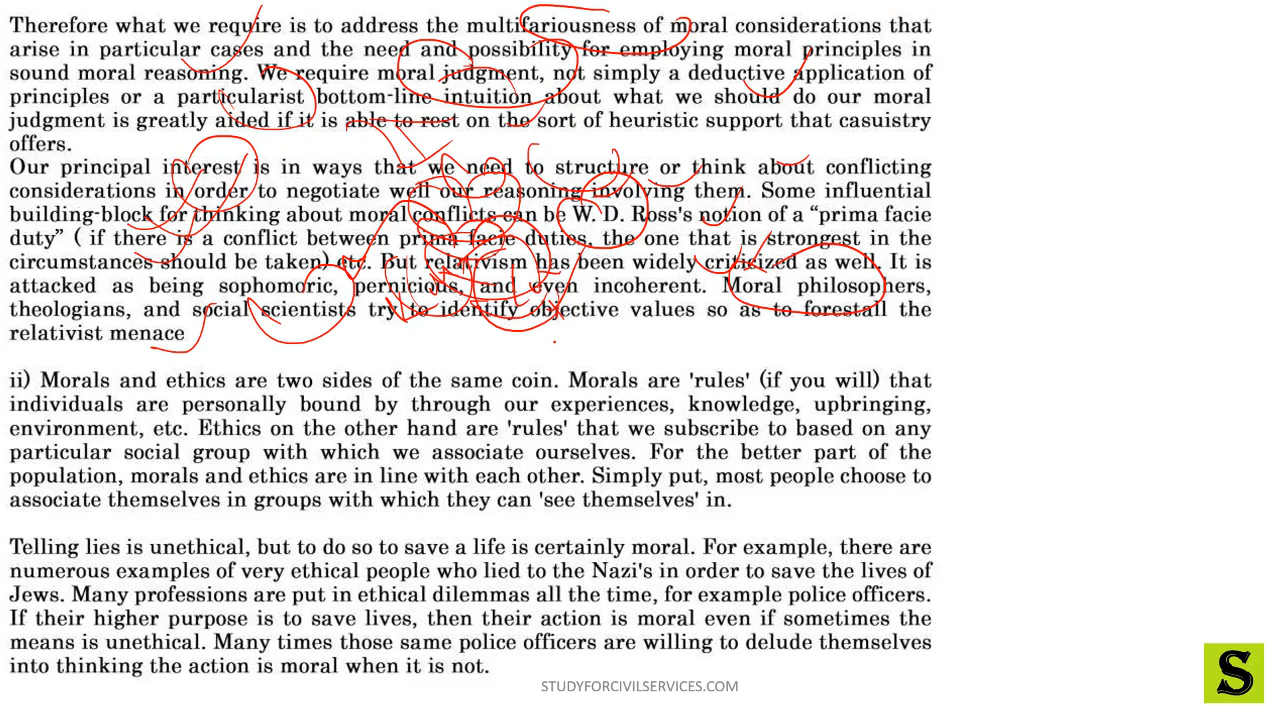 Therefore what we require is to address the multifariousness of moral considerations that
arise in particular cases and the need and possibility for employing moral principles in
sound moral reasoning. We require moral judgment, not simply a deductive application of
principles or a particularist bottom-line intuition about what we should do our moral
judgment is greatly aided if it is able to rest on the sort of heuristic support that casuistry
offers.
Our principal interest is in ways that we need to structure or think about conflicting
considerations in order to negotiate well our reasoning involving them. Some influential
building-block for thinking about moral conflicts can be W. D. Ross's notion of a “prima facie
duty” ( if there is a conflict between prima facie duties, the one that is strongest in the
circumstances should be taken) etc. But relativism has been widely criticized as well. It is
attacked as being sophomoric, pernicious, and even incoherent. Moral philosophers,
theologians, and social scientists try to identify objective values so as to forestall the
relativist menace
ii) Morals and ethics are two sides of the same coin. Morals are 'rules' (if you will) that
individuals are personally bound by through our experiences, knowledge, upbringing,
environment, etc. Ethics on the other hand are 'rules' that we subscribe to based on any
particular social group with which we associate ourselves. For the better part of the
population, morals and ethics are in line with each other. Simply put, most people choose to
associate themselves in groups with which they can 'see themselves' in.
Telling lies is unethical, but to do so to save a life is certainly moral. For example, there are
numerous examples of very ethical people who lied to the Nazi's in order to save the lives of
Jews. Many professions are put in ethical dilemmas all the time, for example police officers.
If their higher purpose is to save lives, then their action is moral even if sometimes the
means is unethical. Many times those same police officers are willing to delude themselves
into thinking the action is moral when it is not.
STUDYFORCIVILSERVICES.COM
S